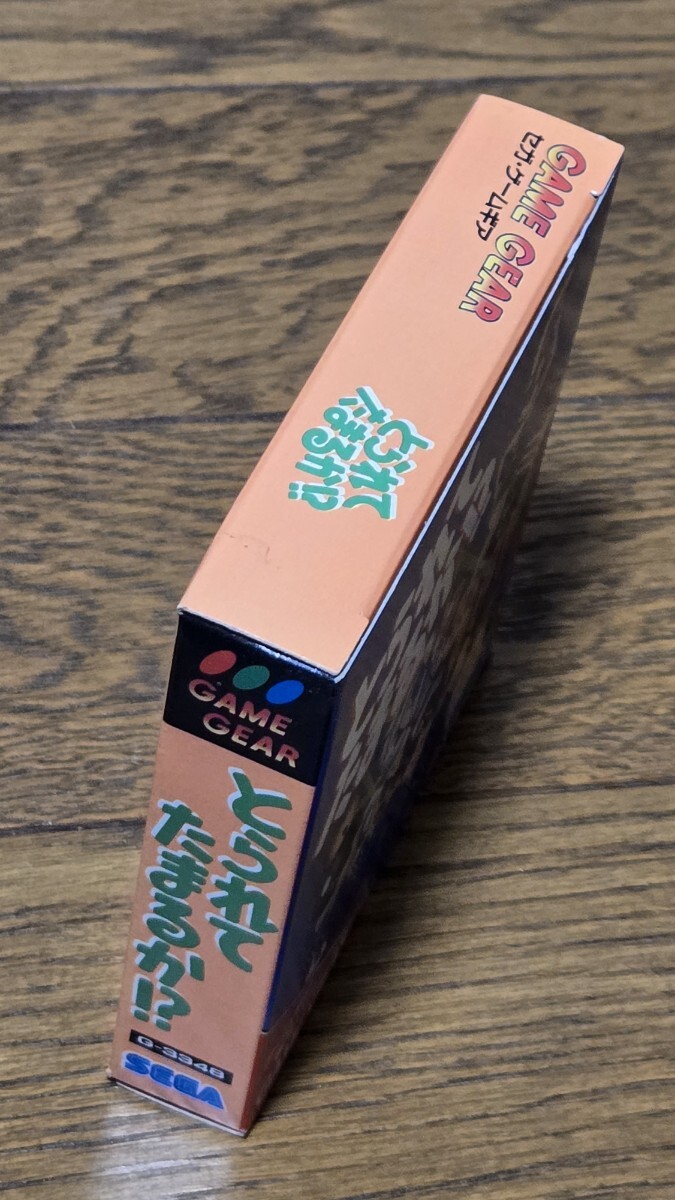 GAME GEAR
セガ・ゲームギア
とられて
たまるか!?
GAME
GEAR
とられて
たまるか!?
G-3348
SEGA